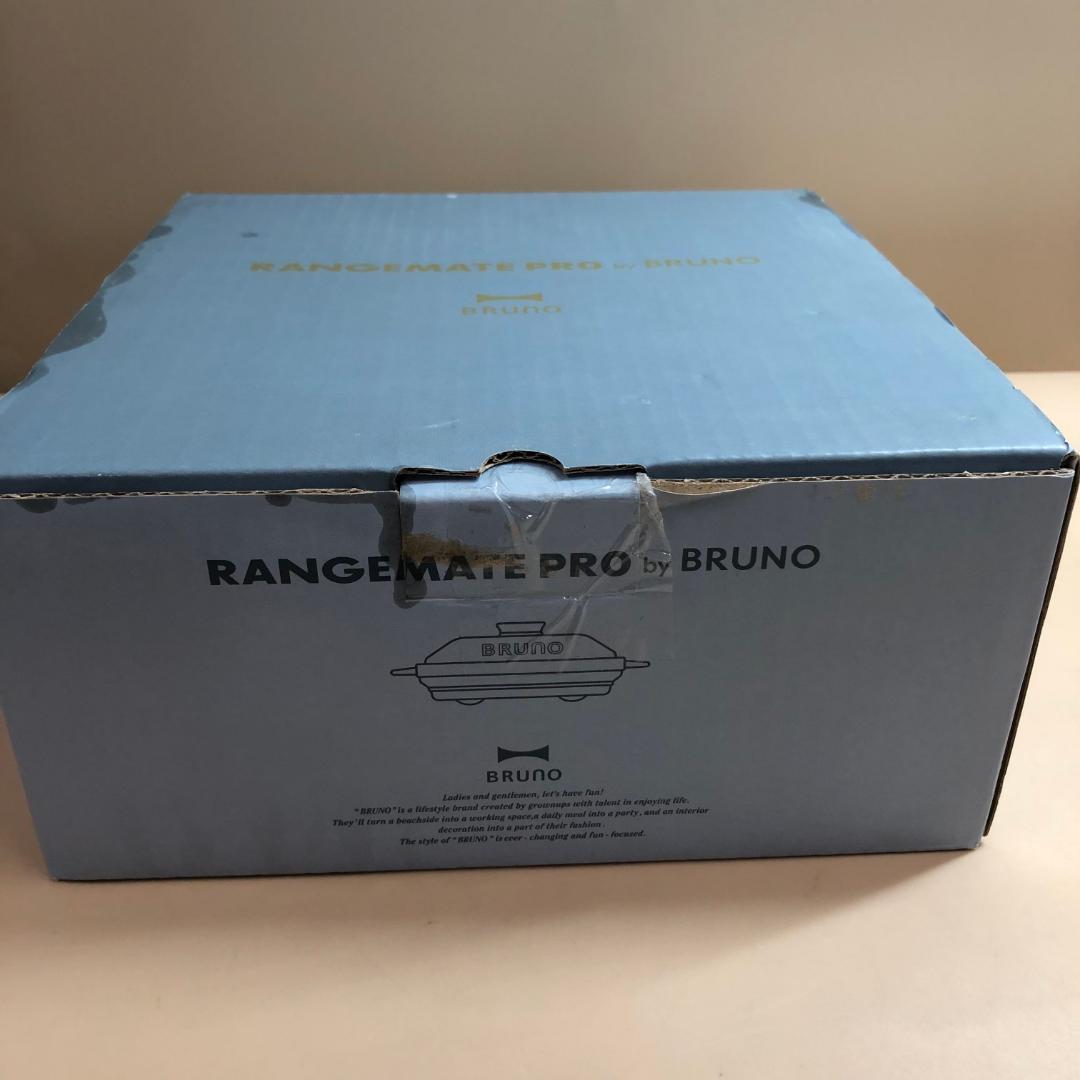 RANGEMATE PRO by BRUNO
BRUNO
RANGEMATE PRO by BRUNO
BRUNO
BRUNO
Ladies and gentlemen, let's have fun!
"BRUNO" is a lifestyle brand created by grownups with talent in enjoying life.
They'll turn a beachside into a working space,a daily meal into a party, and an interior
decoration into a part of their fashion.
The style of "BRUNO" is ever - changing and fun - focused.